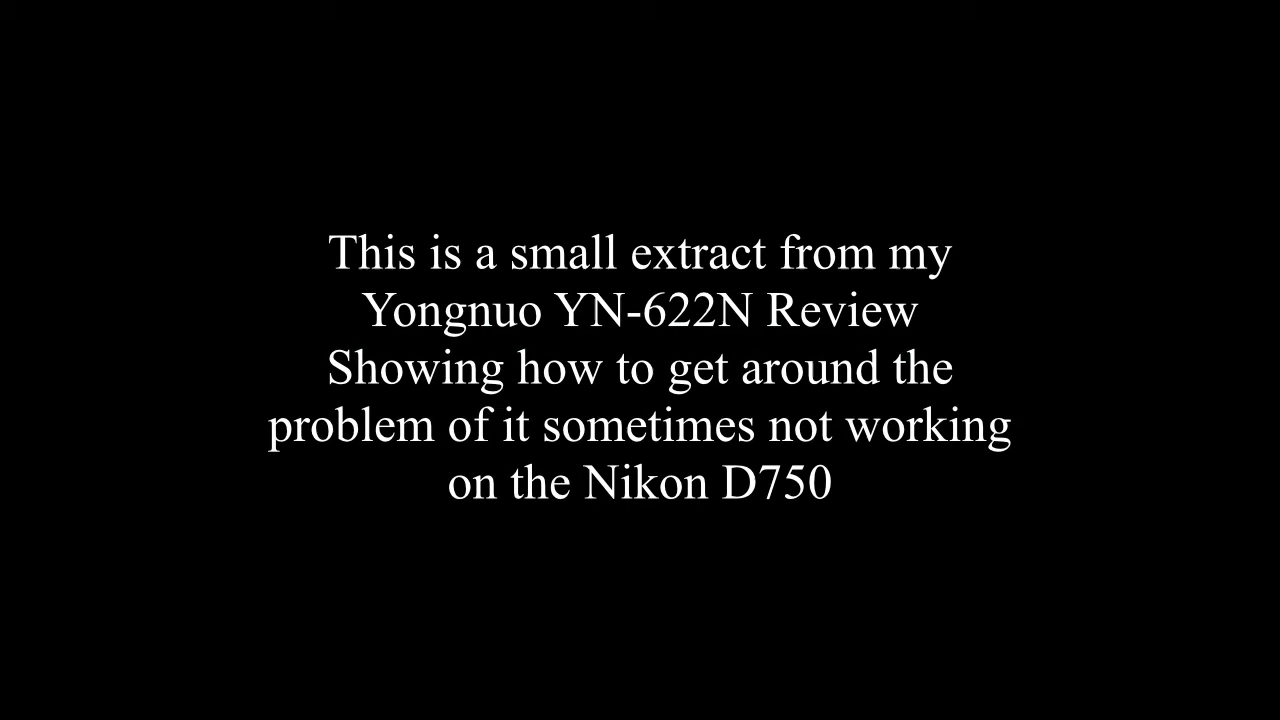 This is a small extract from my
Yongnuo YN-622N Review
Showing how to get around the
problem of it sometimes not working
on the Nikon D750